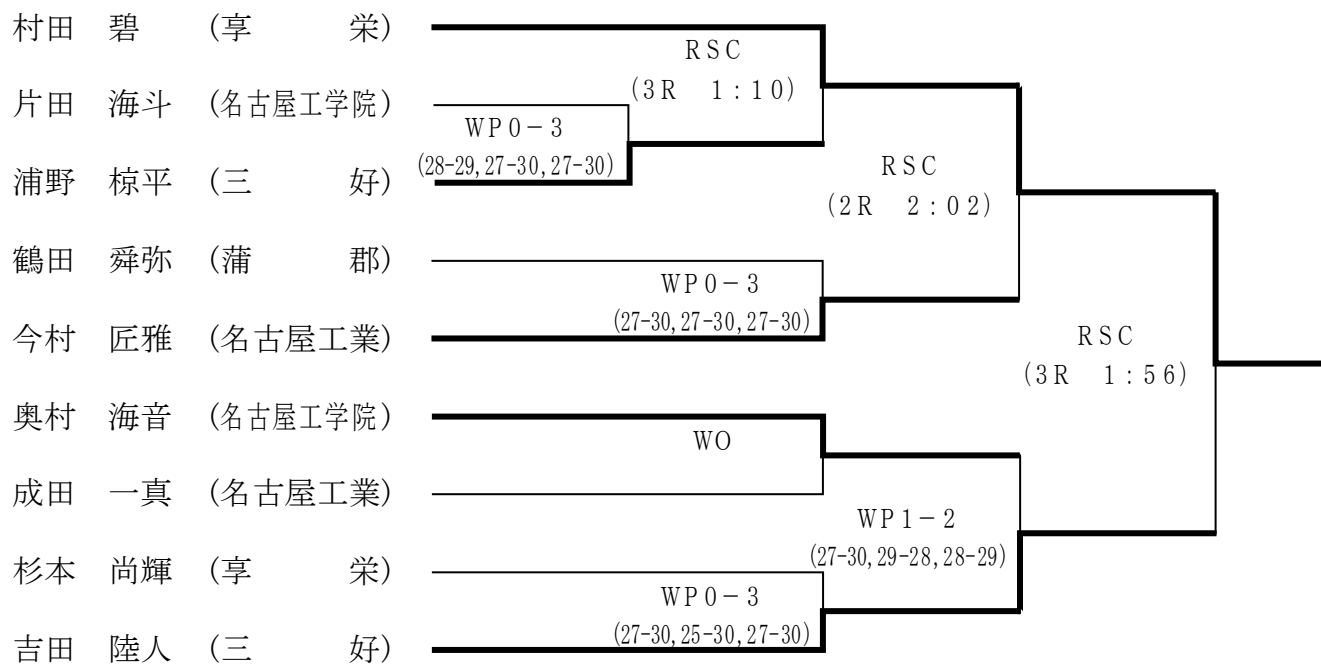 村田 碧 (享 栄)
RSC
(3R 1:10)
片田 海斗 (名古屋工学院)
WP0-3
(28-29,27-30,27-30)
浦野 椋平 (三 好)
RSC
(2R 2:02)
鶴田 舜弥 (蒲 郡)
WP0-3
(27-30,27-30,27-30)
今村 匠雅 (名古屋工業)
RSC
(3R 1:56)
奥村 海音 (名古屋工学院)
WO
成田 一真 (名古屋工業)
WP1-2
(27-30,29-28,28-29)
杉本 尚輝 (享 栄)
WP0-3
(27-30,25-30,27-30)
吉田 陸人 (三 好)